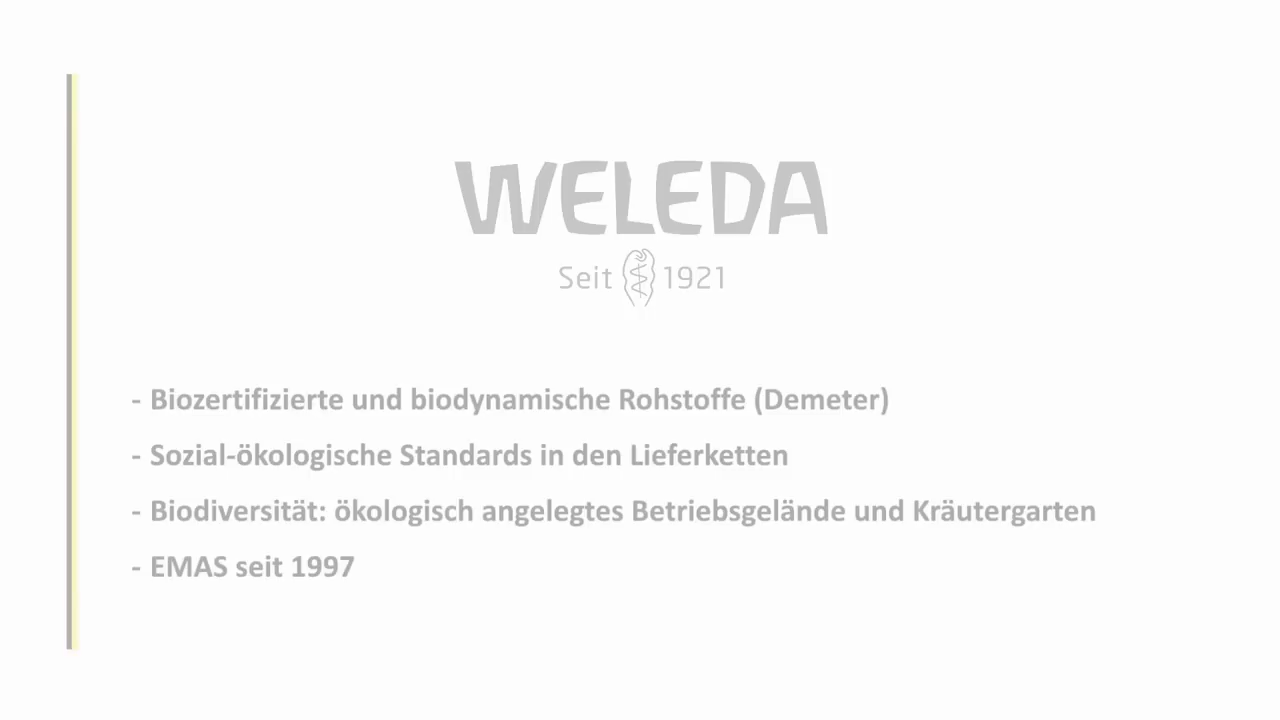 WELEDA
Seit 1921
- Biozertifizierte und biodynamische Rohstoffe (Demeter)
- Sozial-ökologische Standards in den Lieferketten
- Biodiversität: ökologisch angelegtes Betriebsgelände und Kräutergarten
- EMAS seit 1997